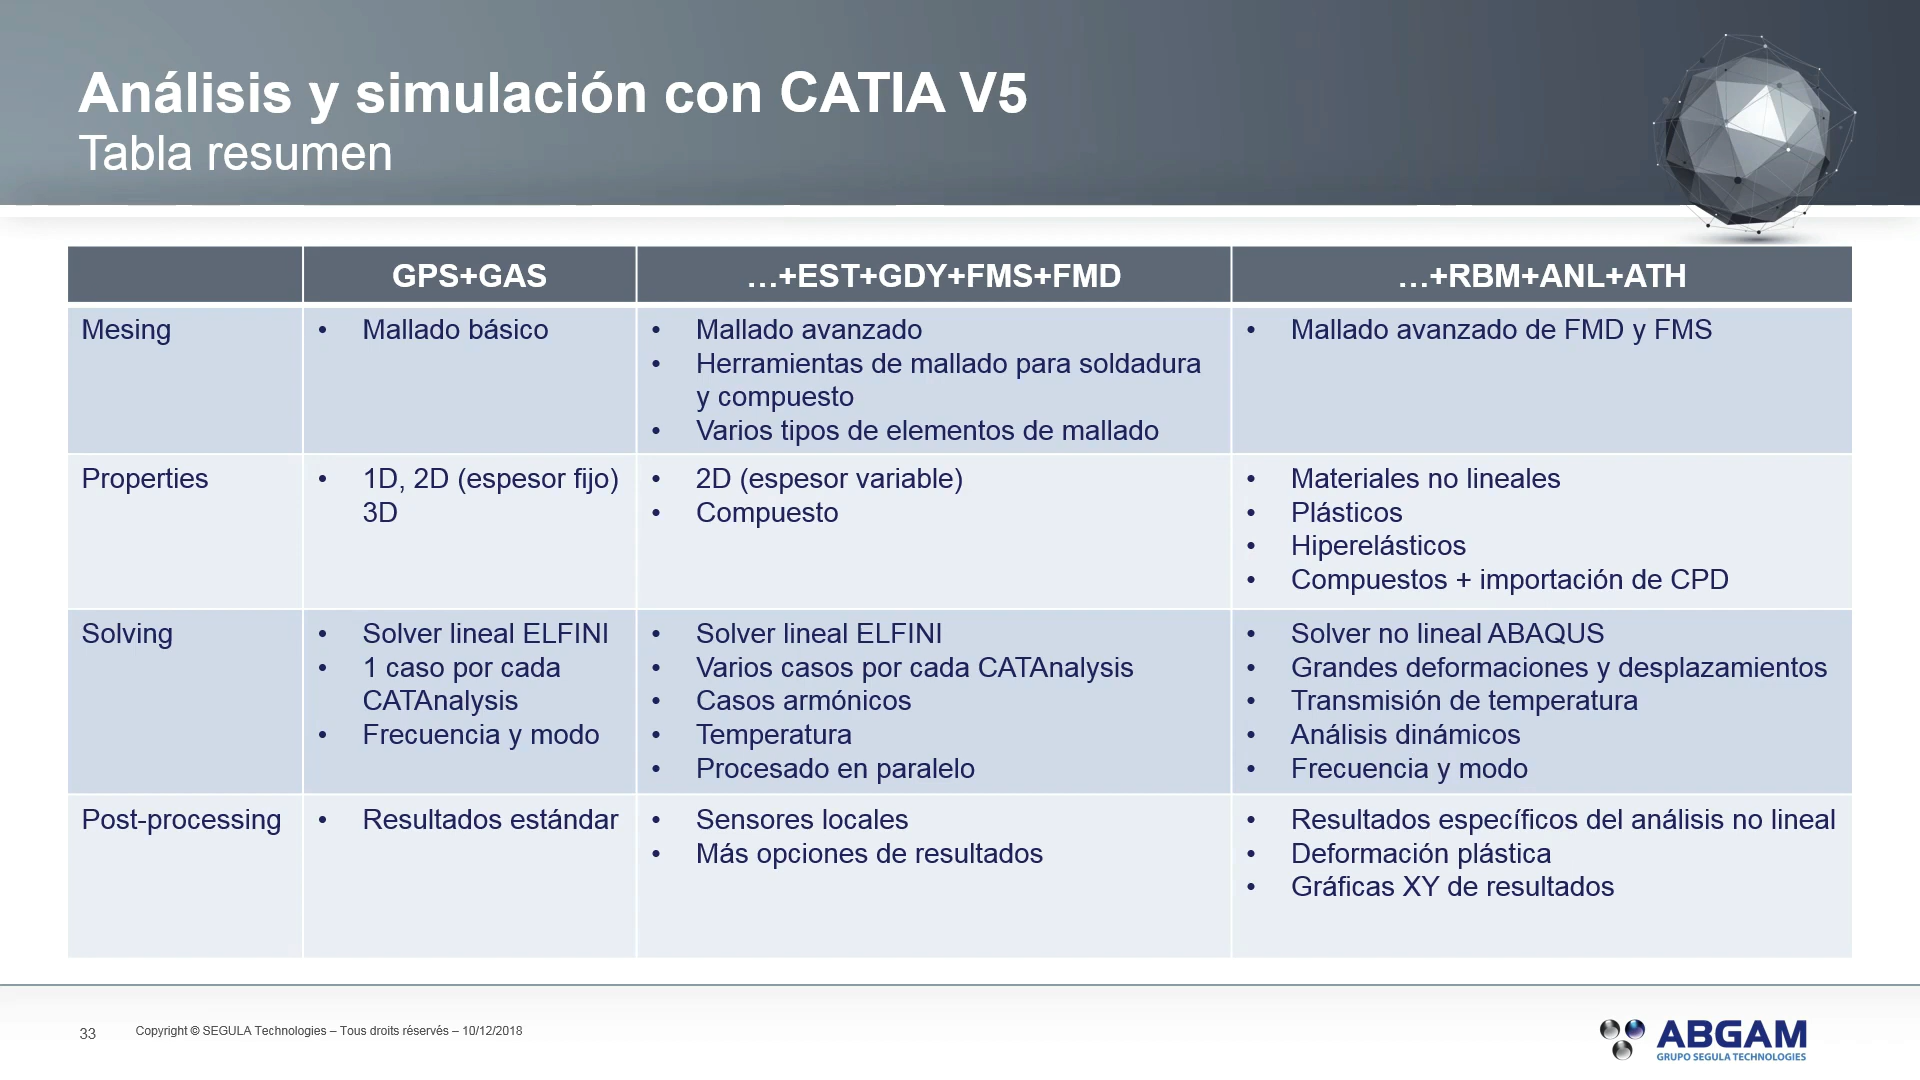 Análisis y simulación con CATIA V5
Tabla resumen
GPS+GAS
…+EST+GDY+FMS+FMD
…+RBM+ANL+ATH
Mesing
• Mallado básico
• Mallado avanzado
• Herramientas de mallado para soldadura
y compuesto
• Varios tipos de elementos de mallado
• Mallado avanzado de FMD y FMS
Properties
• 1D, 2D (espesor fijo)
3D
• 2D (espesor variable)
• Compuesto
• Materiales no lineales
• Plásticos
• Hiperelásticos
• Compuestos + importación de CPD
Solving
• Solver lineal ELFINI
• 1 caso por cada
CATAnalysis
• Frecuencia y modo
• Solver lineal ELFINI
• Varios casos por cada CATAnalysis
• Casos armónicos
• Temperatura
• Procesado en paralelo
• Solver no lineal ABAQUS
• Grandes deformaciones y desplazamientos
• Transmisión de temperatura
• Análisis dinámicos
• Frecuencia y modo
Post-processing
• Resultados estándar
• Sensores locales
• Más opciones de resultados
• Resultados específicos del análisis no lineal
• Deformación plástica
• Gráficas XY de resultados
33
Copyright © SEGULA Technologies – Tous droits réservés – 10/12/2018
ABGAM
GRUPO SEGULA TECHNOLOGIES